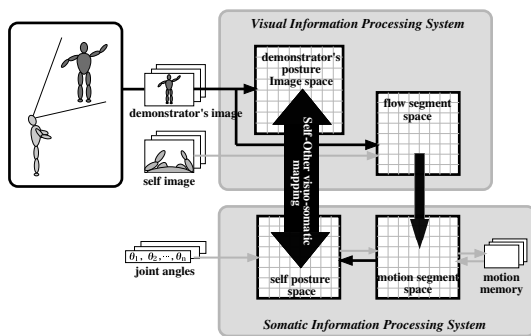 Visual Information Processing System
demonstrator's
posture
Image space
flow segment
space
demonstrator's image
self image
Self-Other visuo-somatic
mapping
θ1, θ2,..., θn
joint angles
self posture
space
motion segment
space
motion
memory
Somatic Information Processing System